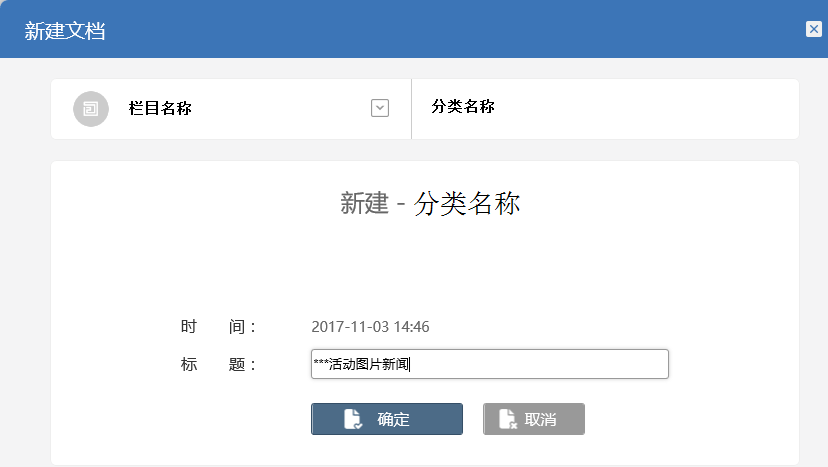 新建文档
栏目名称
分类名称
新建 - 分类名称
时 间： 2017-11-03 14:46
标 题： ***活动图片新闻
确定 取消